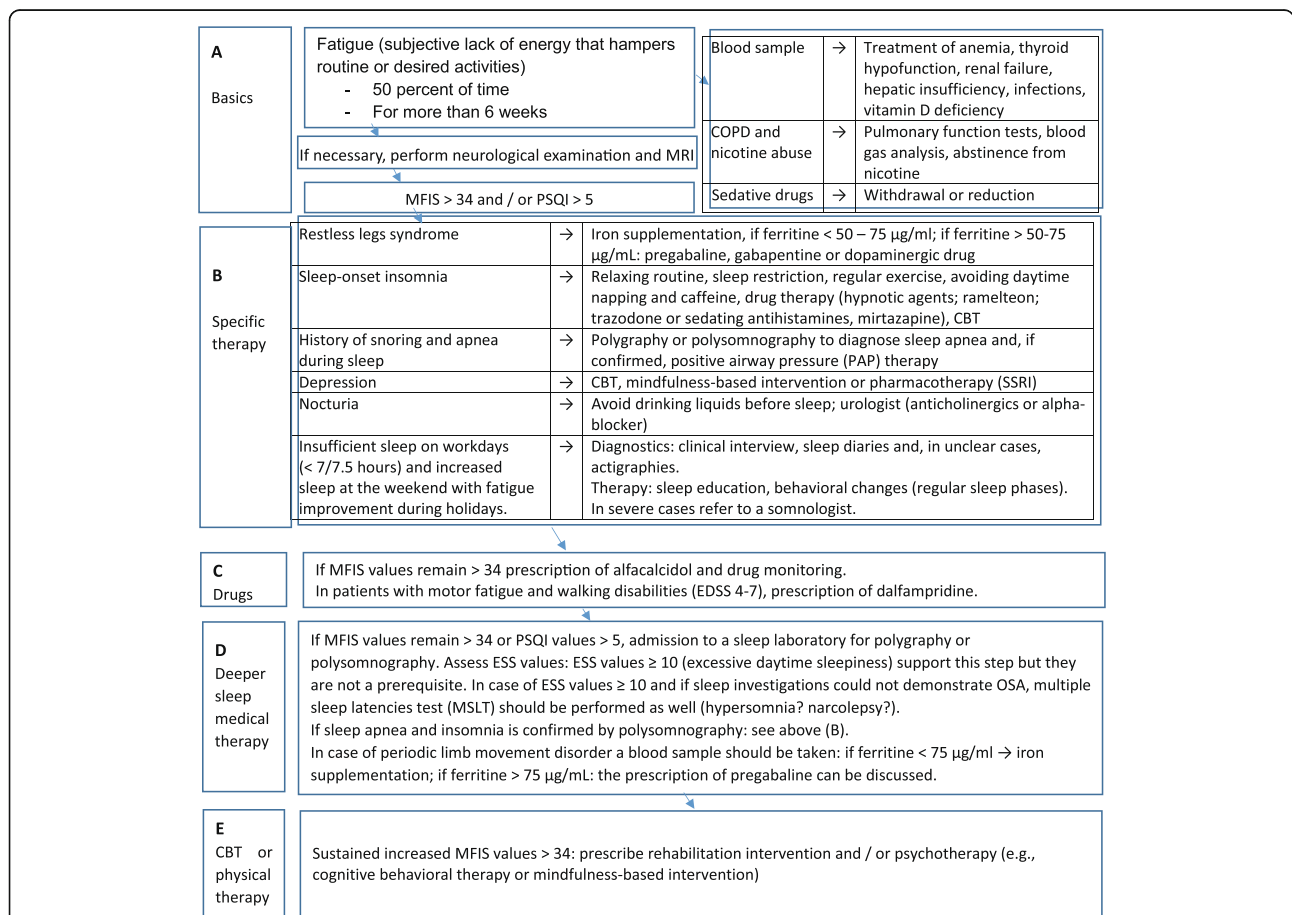 A
Basics
Fatigue (subjective lack of energy that hampers
routine or desired activities)
- 50 percent of time
- For more than 6 weeks
If necessary, perform neurological examination and MRI
MFIS > 34 and / or PSQI > 5
Blood sample → Treatment of anemia, thyroid
hypofunction, renal failure,
hepatic insufficiency, infections,
vitamin D deficiency
COPD and → Pulmonary function tests, blood
nicotine abuse gas analysis, abstinence from
nicotine
Sedative drugs → Withdrawal or reduction
B
Specific
therapy
Restless legs syndrome → Iron supplementation, if ferritine < 50 – 75 µg/ml; if ferritine > 50-75
µg/mL: pregabaline, gabapentine or dopaminergic drug
Sleep-onset insomnia → Relaxing routine, sleep restriction, regular exercise, avoiding daytime
napping and caffeine, drug therapy (hypnotic agents; ramelteon;
trazodone or sedating antihistamines, mirtazapine), CBT
History of snoring and apnea → Polygraphy or polysomnography to diagnose sleep apnea and, if
during sleep confirmed, positive airway pressure (PAP) therapy
Depression → CBT, mindfulness-based intervention or pharmacotherapy (SSRI)
Nocturia → Avoid drinking liquids before sleep; urologist (anticholinergics or alpha-
blocker)
Insufficient sleep on workdays → Diagnostics: clinical interview, sleep diaries and, in unclear cases,
(< 7/7.5 hours) and increased actigraphies.
sleep at the weekend with fatigue Therapy: sleep education, behavioral changes (regular sleep phases).
improvement during holidays. In severe cases refer to a somnologist.
C
Drugs
If MFIS values remain > 34 prescription of alfacalcidol and drug monitoring.
In patients with motor fatigue and walking disabilities (EDSS 4-7), prescription of dalfampridine.
D
Deeper
sleep
medical
therapy
If MFIS values remain > 34 or PSQI values > 5, admission to a sleep laboratory for polygraphy or
polysomnography. Assess ESS values: ESS values ≥ 10 (excessive daytime sleepiness) support this step but they
are not a prerequisite. In case of ESS values ≥ 10 and if sleep investigations could not demonstrate OSA, multiple
sleep latencies test (MSLT) should be performed as well (hypersomnia? narcolepsy?).
If sleep apnea and insomnia is confirmed by polysomnography: see above (B).
In case of periodic limb movement disorder a blood sample should be taken: if ferritine < 75 µg/ml → iron
supplementation; if ferritine > 75 µg/mL: the prescription of pregabaline can be discussed.
E
CBT or
physical
therapy
Sustained increased MFIS values > 34: prescribe rehabilitation intervention and / or psychotherapy (e.g.,
cognitive behavioral therapy or mindfulness-based intervention)